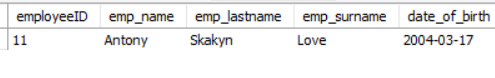 employeeID emp_name emp_lastname emp_surname date_of_birth
11 Antony Skakyn Love 2004-03-17